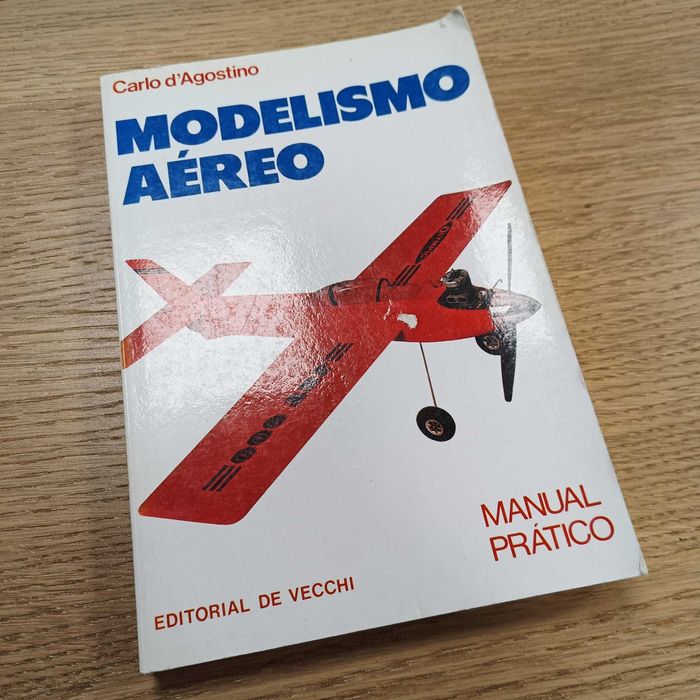 Carlo d'Agostino
MODELISMO
AÉREO
MANUAL
PRÁTICO
EDITORIAL DE VECCHI